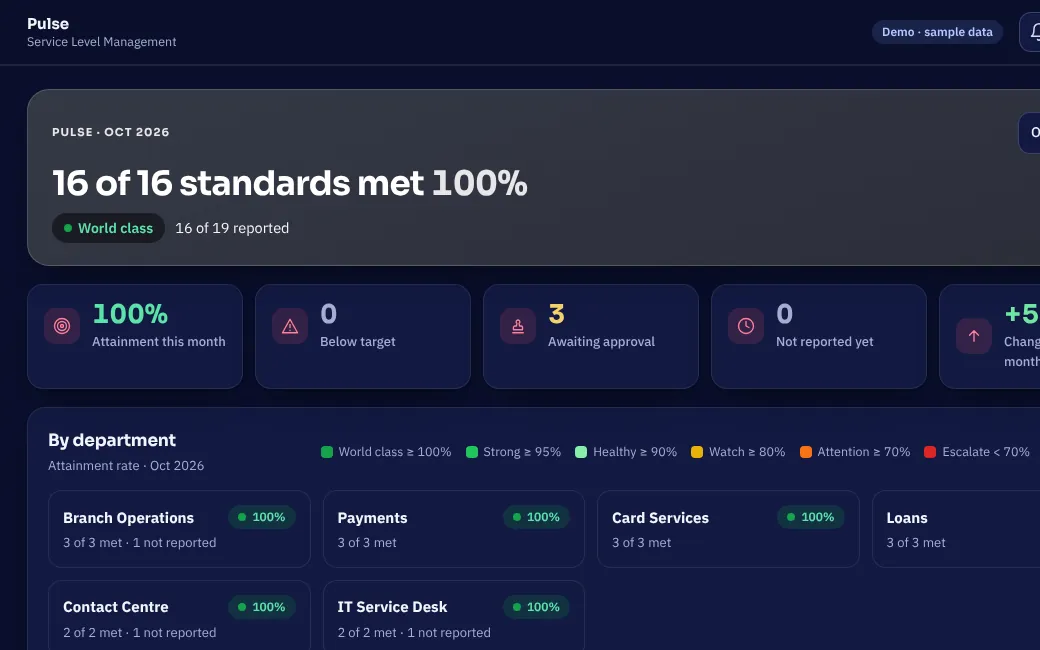 Pulse
Service Level Management
Demo · sample data
PULSE · OCT 2026
16 of 16 standards met 100%
World class
16 of 19 reported
100%
Attainment this month
0
Below target
3
Awaiting approval
0
Not reported yet
+5
month
By department
Attainment rate · Oct 2026
World class ≥ 100%
Strong ≥ 95%
Healthy ≥ 90%
Watch ≥ 80%
Attention ≥ 70%
Escalate < 70%
Branch Operations
100%
3 of 3 met · 1 not reported
Payments
100%
3 of 3 met
Card Services
100%
3 of 3 met
Loans
3 of 3 met
Contact Centre
100%
2 of 2 met · 1 not reported
IT Service Desk
100%
2 of 2 met · 1 not reported